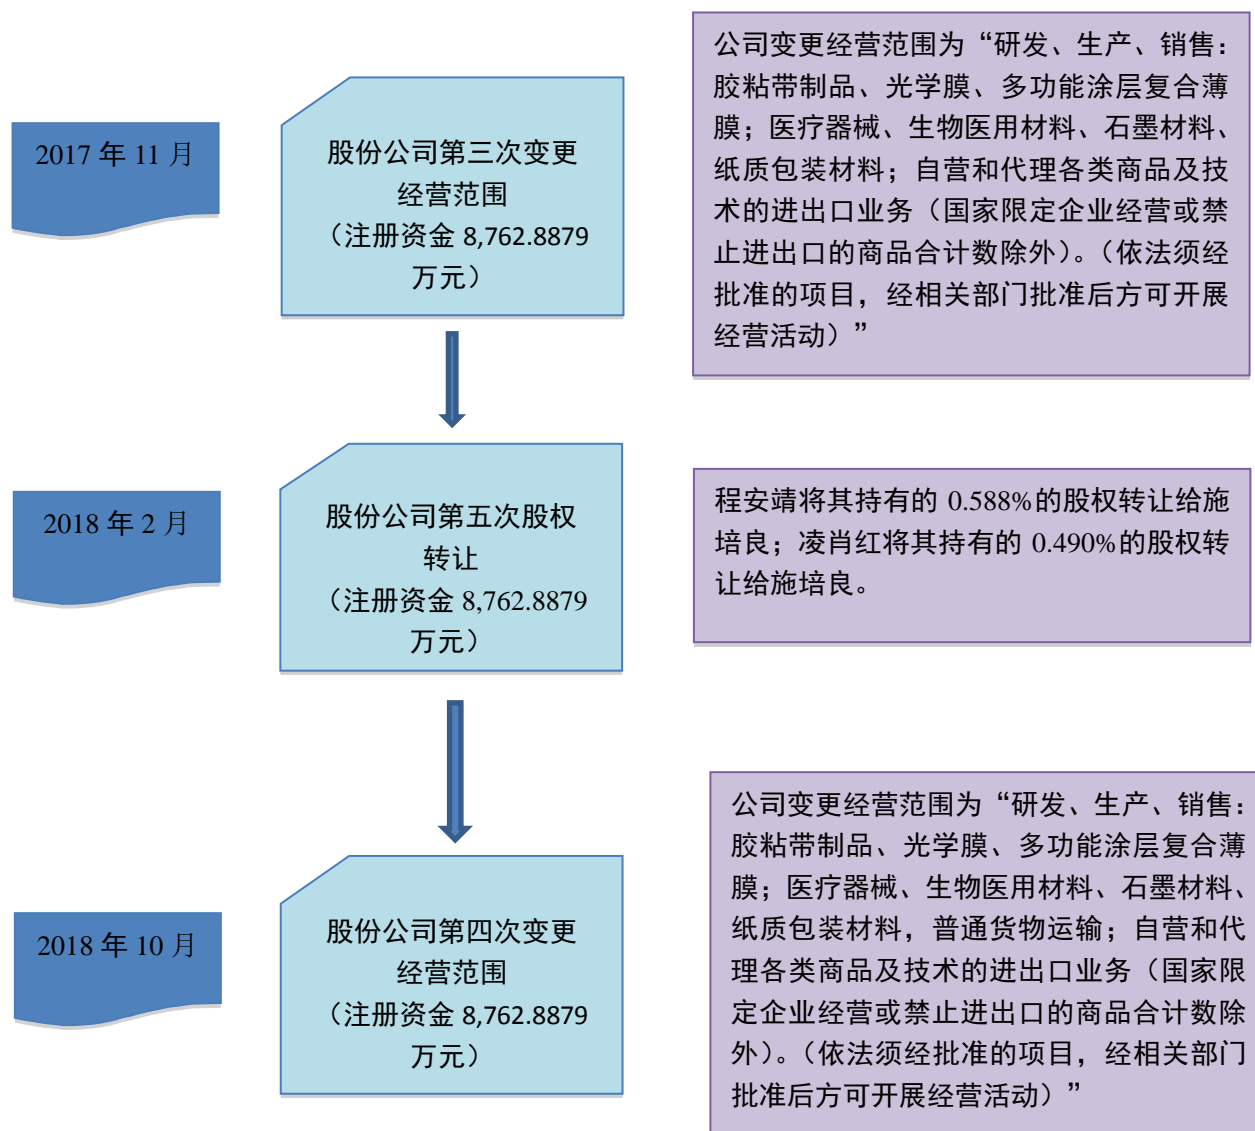 2017 年 11 月
股份公司第三次变更
经营范围
（注册资金 8,762.8879
万元）
公司变更经营范围为“研发、生产、销售：
胶粘带制品、光学膜、多功能涂层复合薄
膜；医疗器械、生物医用材料、石墨材料、
纸质包装材料；自营和代理各类商品及技
术的进出口业务（国家限定企业经营或禁
止进出口的商品合计数除外）。（依法须经
批准的项目，经相关部门批准后方可开展
经营活动）”
2018 年 2 月
股份公司第五次股权
转让
（注册资金 8,762.8879
万元）
程安靖将其持有的 0.588%的股权转让给施
培良；凌肖红将其持有的 0.490%的股权转
让给施培良。
2018 年 10 月
股份公司第四次变更
经营范围
（注册资金 8,762.8879
万元）
公司变更经营范围为“研发、生产、销售：
胶粘带制品、光学膜、多功能涂层复合薄
膜；医疗器械、生物医用材料、石墨材料、
纸质包装材料，普通货物运输；自营和代
理各类商品及技术的进出口业务（国家限
定企业经营或禁止进出口的商品合计数除
外）。（依法须经批准的项目，经相关部门
批准后方可开展经营活动）”